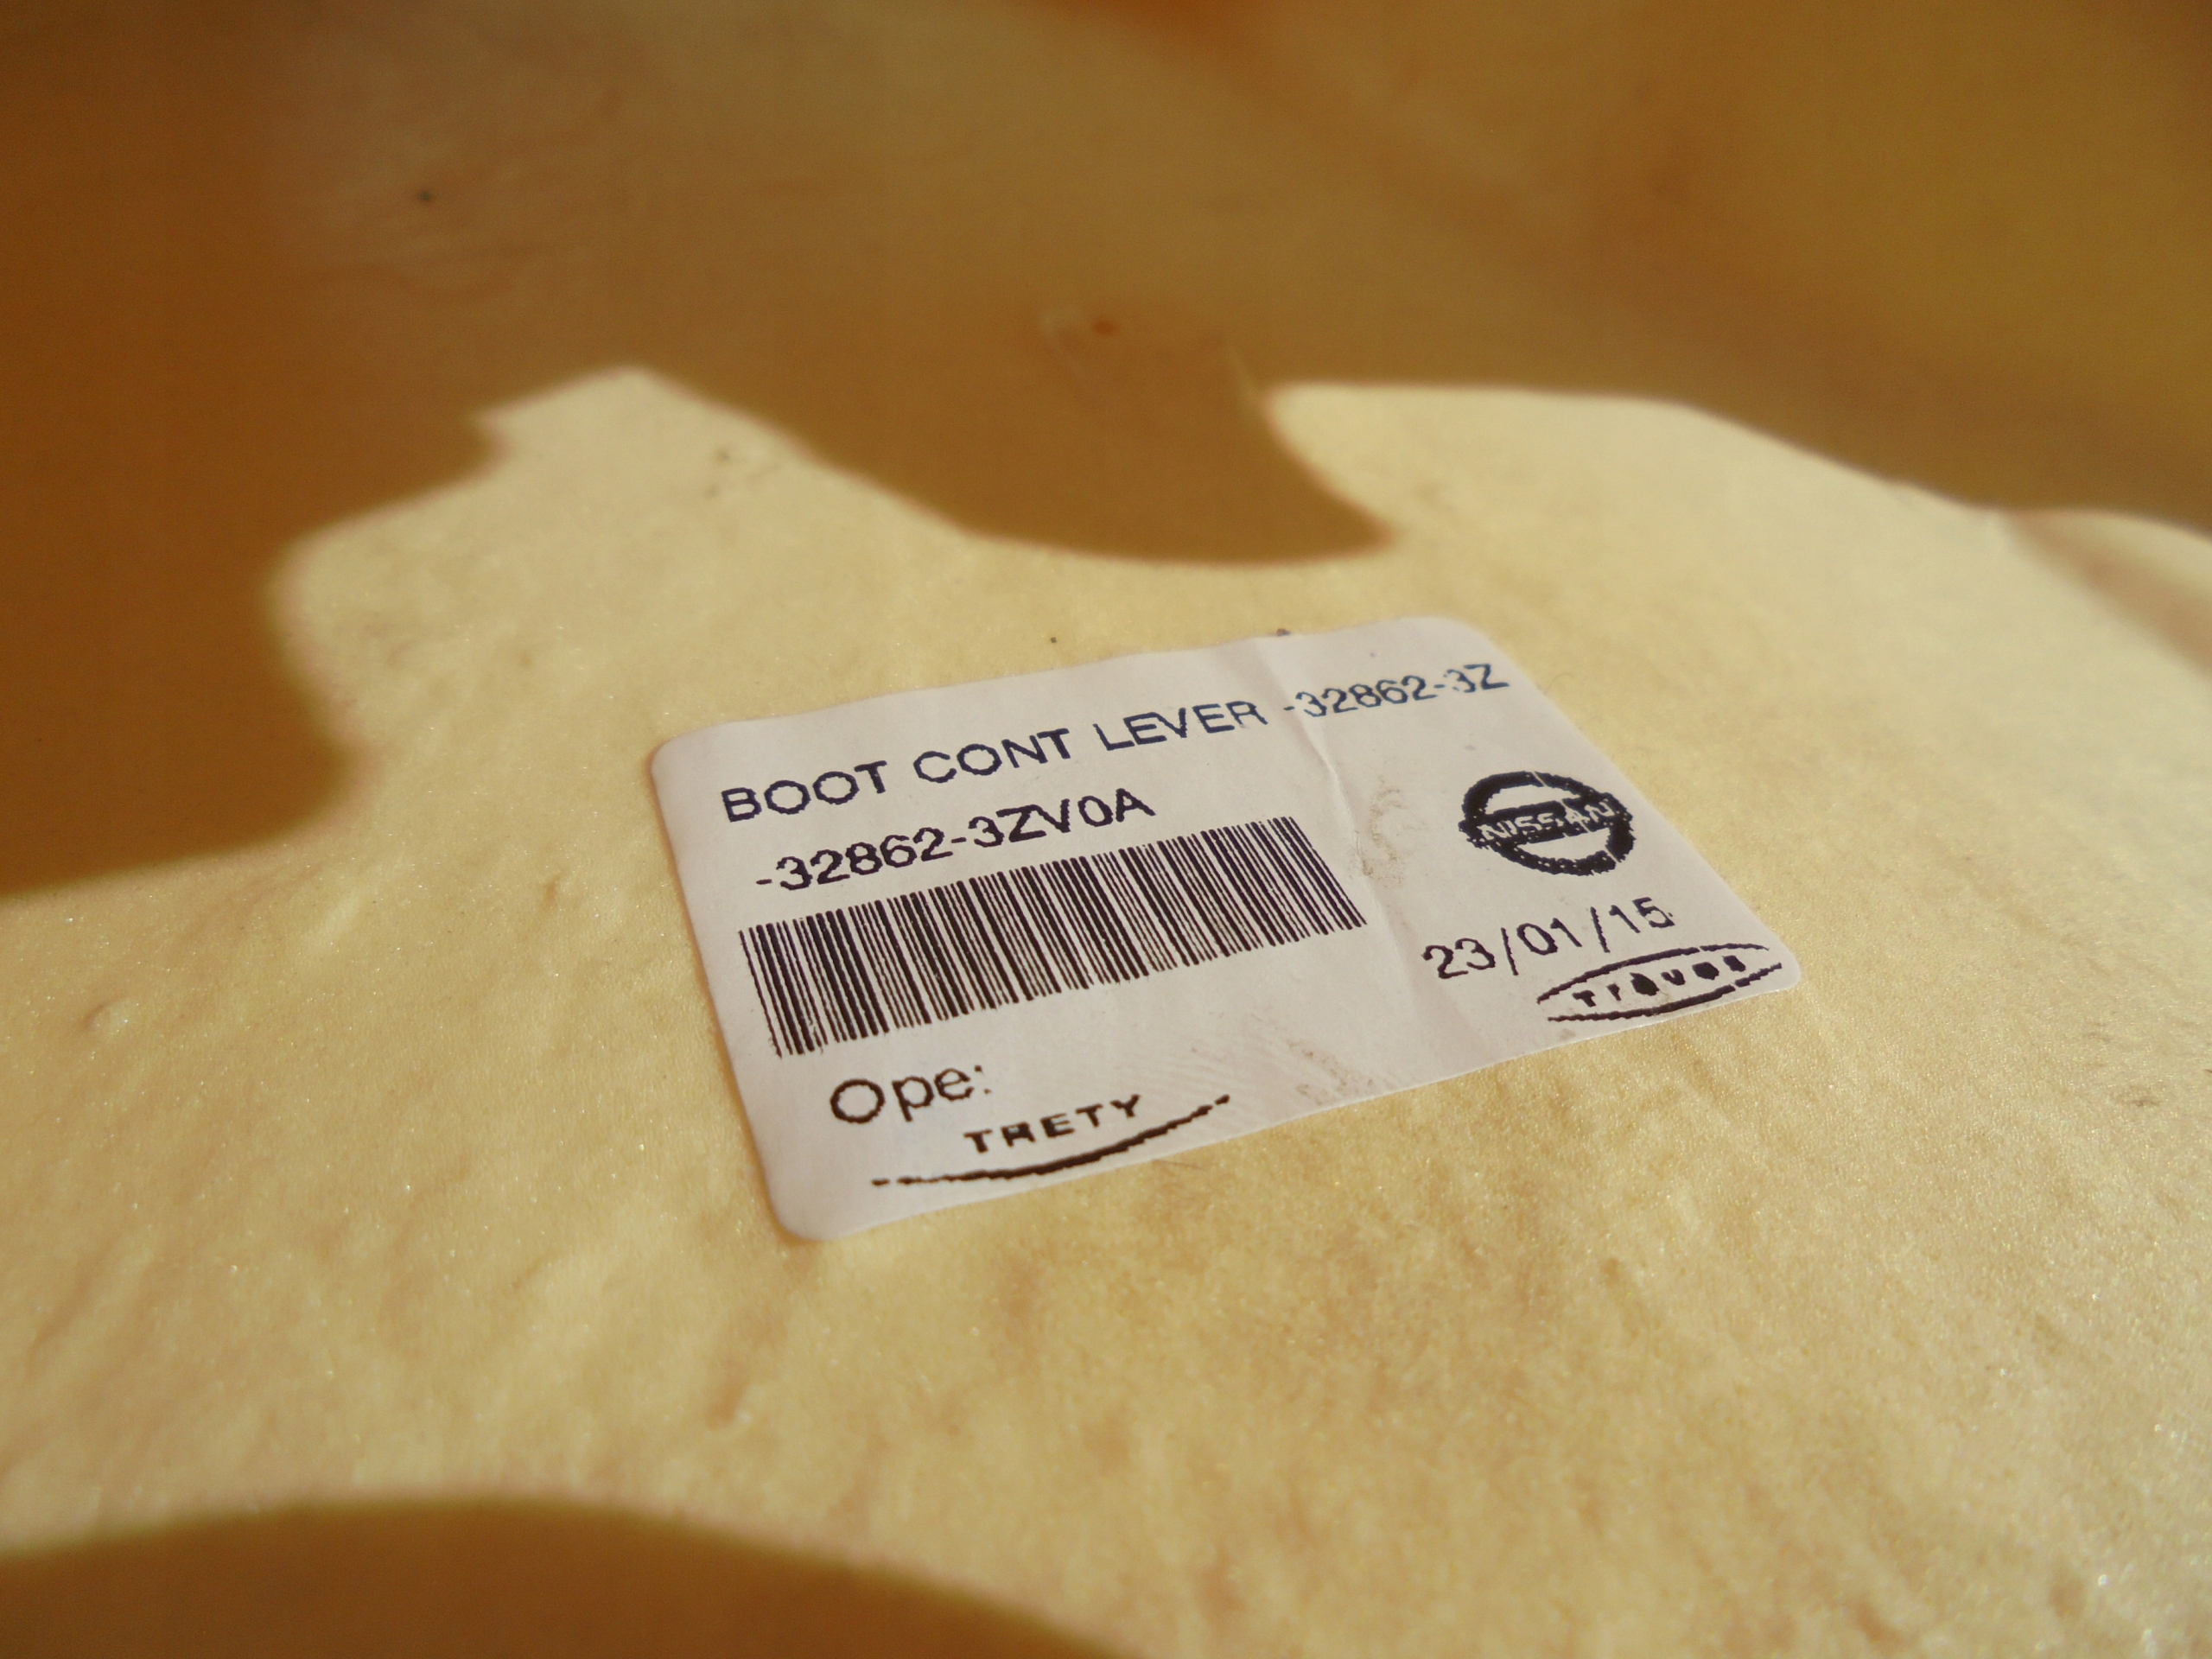 BOOT CONT LEVER -32862-3Z
-32862-3ZV0A
NISSAN
23/01/15
Ope:
TRETY